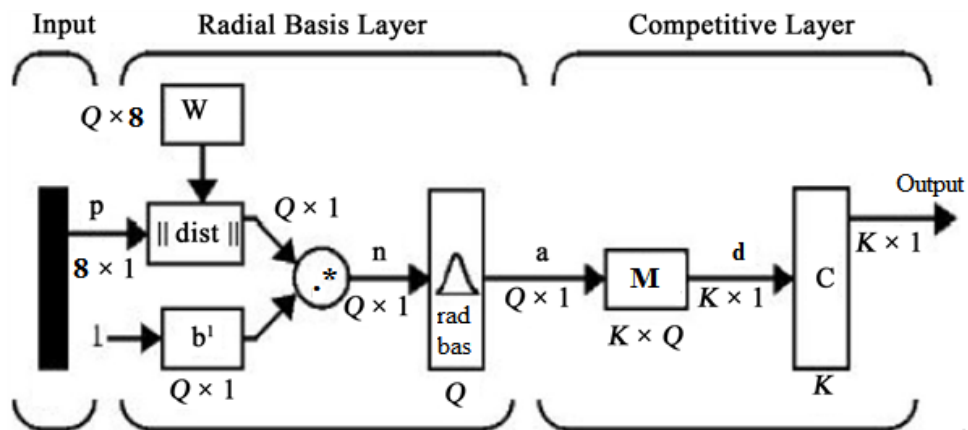 Input
Radial Basis Layer
Competitive Layer
W
Q × 8
p
8 × 1
|| dist ||
Q × 1
.*
n
Q × 1
1
b¹
Q × 1
rad
bas
Q
a
Q × 1
M
K × Q
d
K × 1
C
K
Output
K × 1